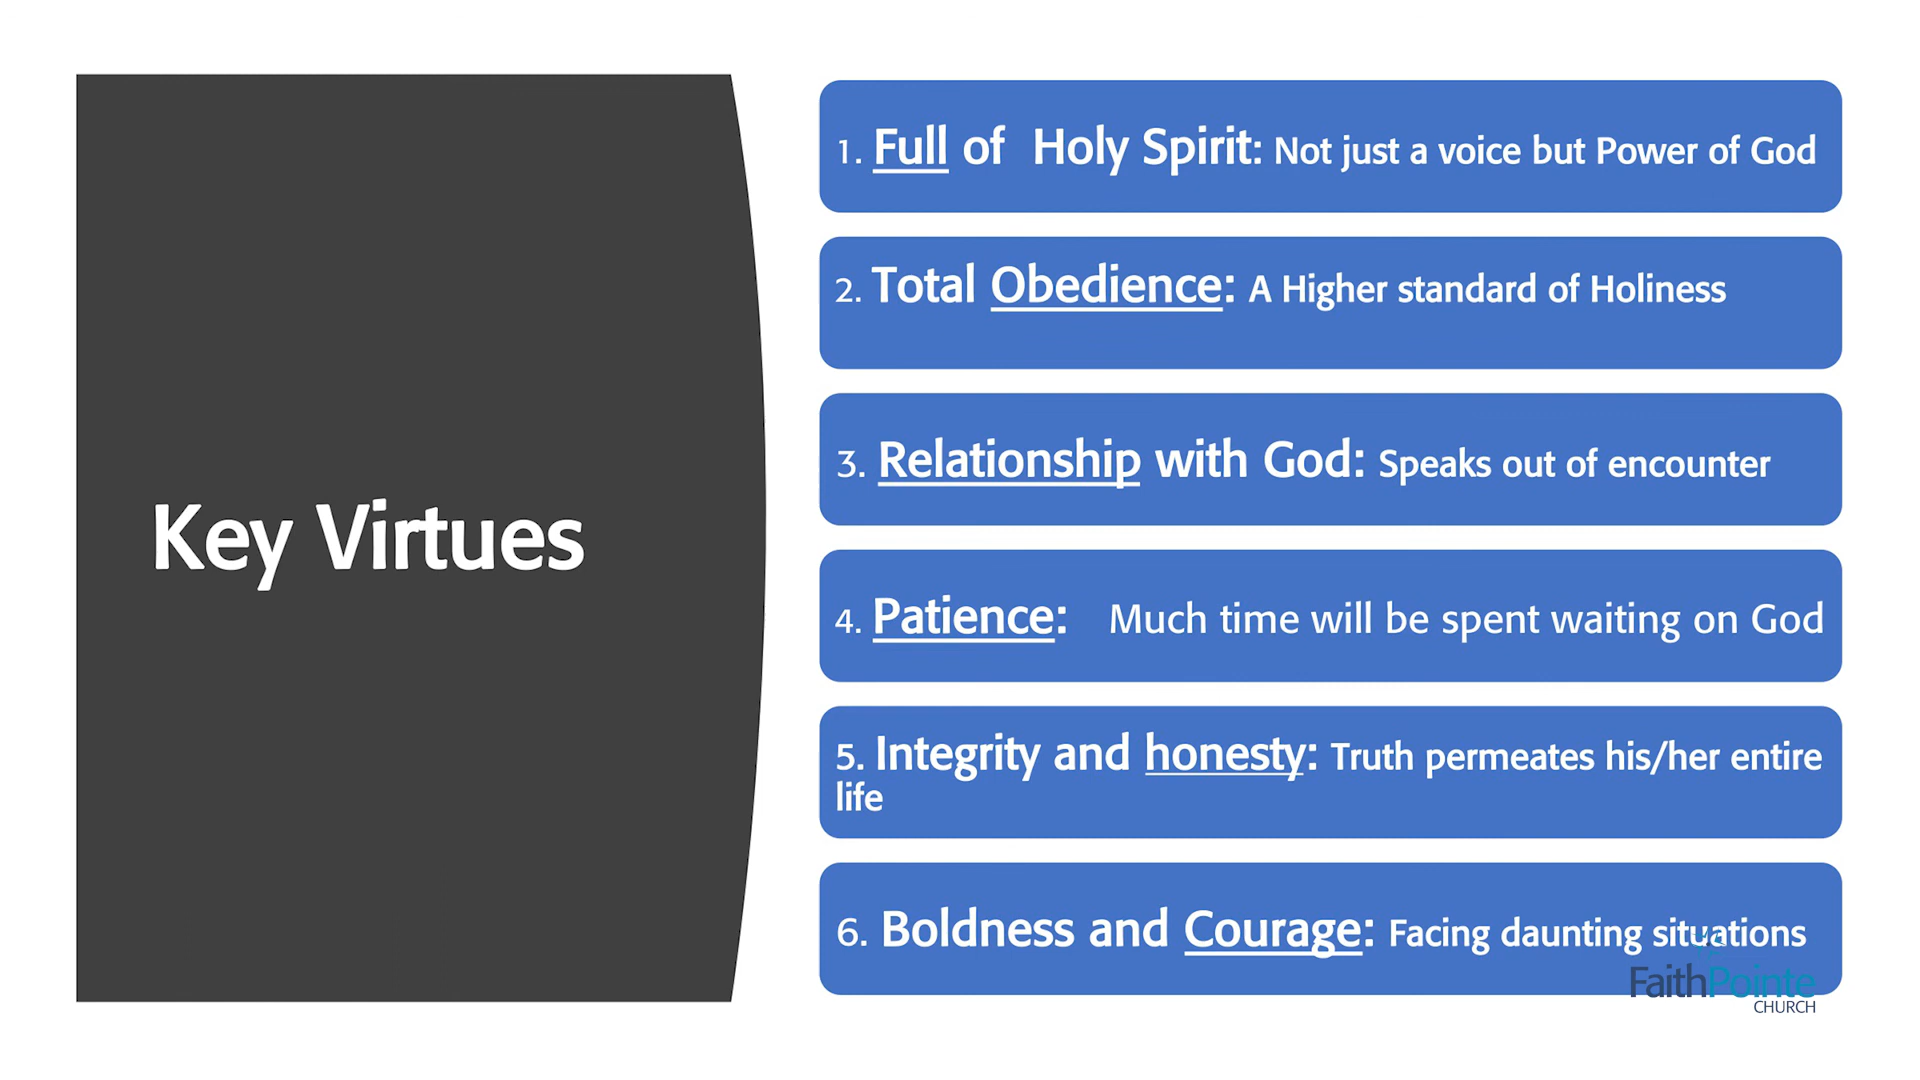 Key Virtues
1. Full of Holy Spirit: Not just a voice but Power of God
2. Total Obedience: A Higher standard of Holiness
3. Relationship with God: Speaks out of encounter
4. Patience: Much time will be spent waiting on God
5. Integrity and honesty: Truth permeates his/her entire
life
6. Boldness and Courage: Facing daunting situations
FaithPointe
CHURCH